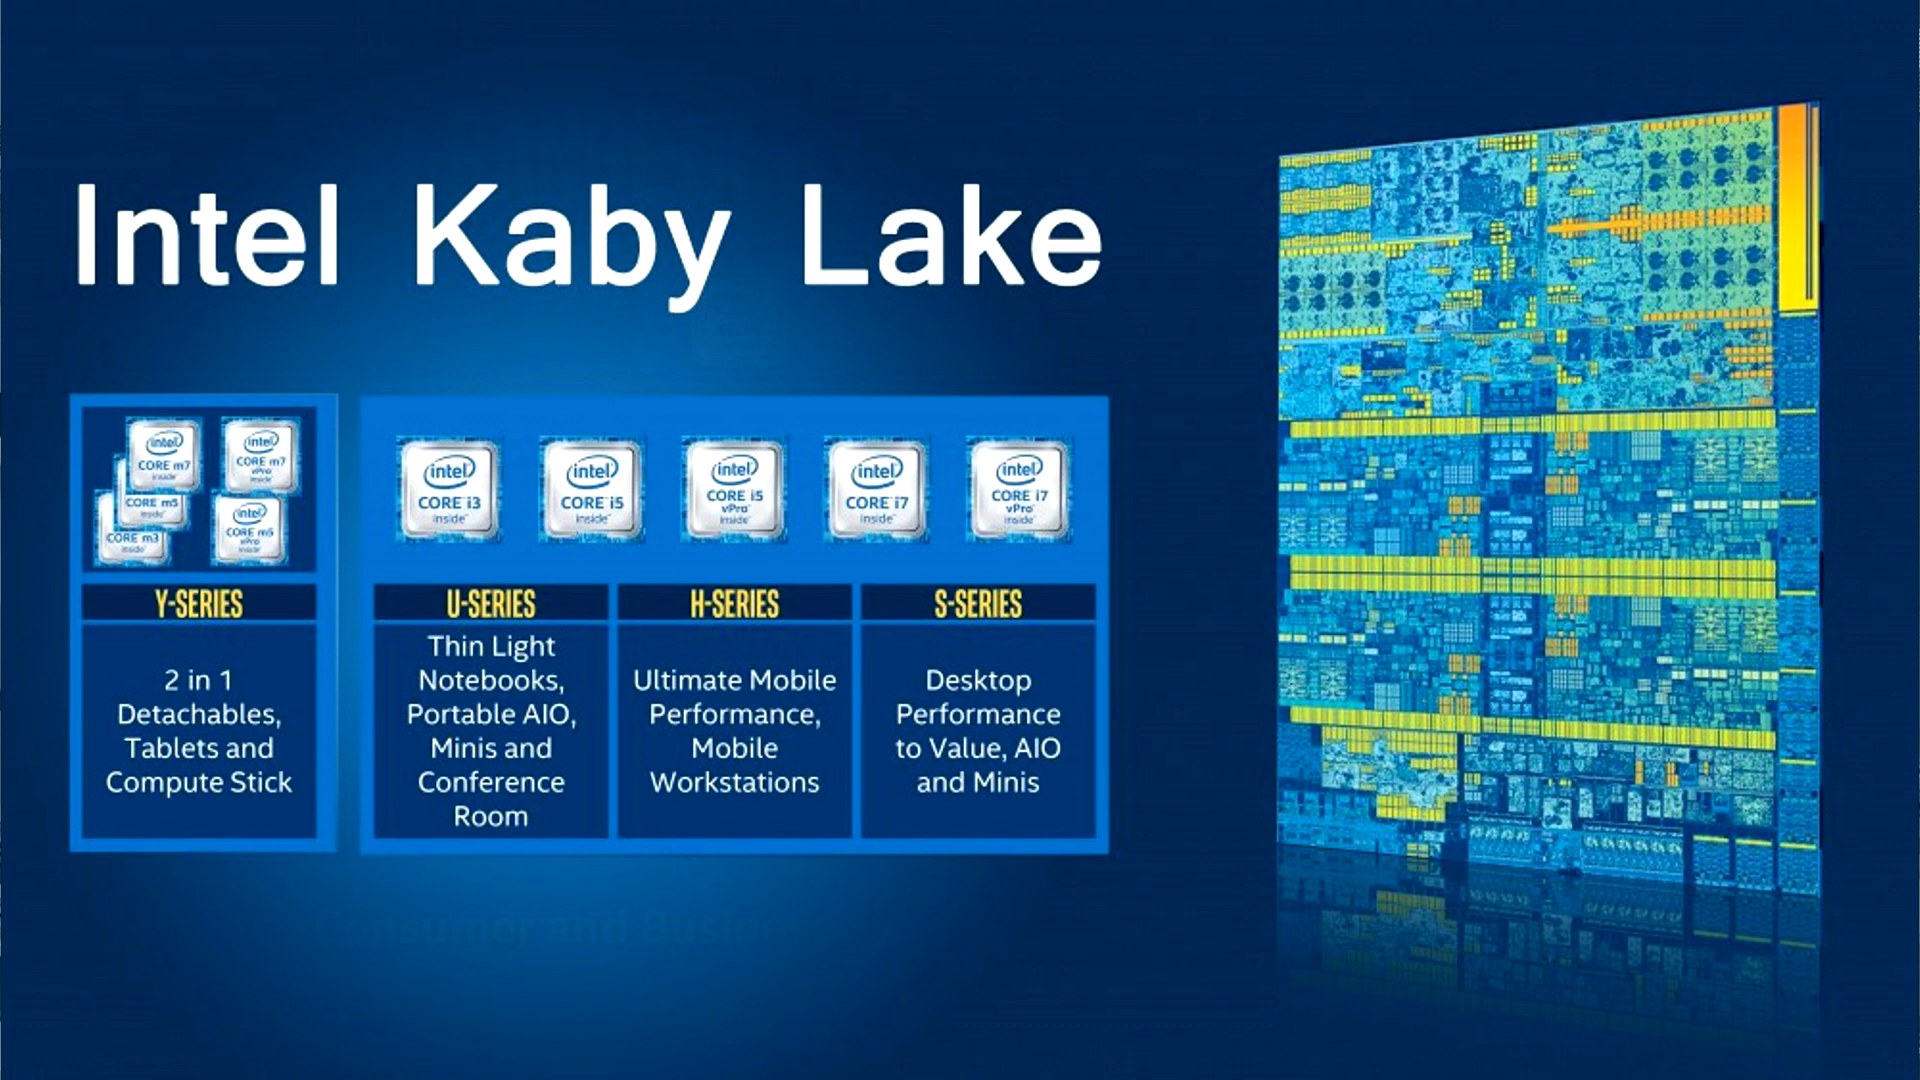 Intel Kaby Lake
intel
CORE m7
inside
intel
CORE m7
vPro
inside
CORE m5
inside
CORE m3
inside
intel
CORE m5
vPro
inside
intel
CORE i3
inside
intel
CORE i5
inside
intel
CORE i5
vPro
inside
intel
CORE i7
inside
intel
CORE i7
vPro
inside
Y-SERIES
2 in 1
Detachables,
Tablets and
Compute Stick
U-SERIES
Thin Light
Notebooks,
Portable AIO,
Minis and
Conference
Room
H-SERIES
Ultimate Mobile
Performance,
Mobile
Workstations
S-SERIES
Desktop
Performance
to Value, AIO
and Minis
Consumer and